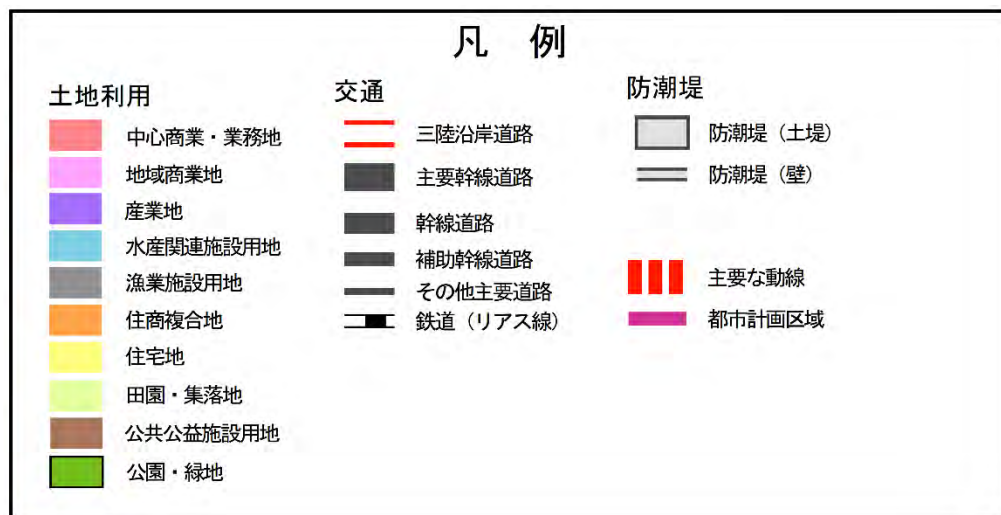 凡 例
土地利用
中心商業・業務地
地域商業地
産業地
水産関連施設用地
漁業施設用地
住商複合地
住宅地
田園・集落地
公共公益施設用地
公園・緑地
交通
三陸沿岸道路
主要幹線道路
幹線道路
補助幹線道路
その他主要道路
鉄道（リアス線）
防潮堤
防潮堤（土堤）
防潮堤（壁）
主要な動線
都市計画区域